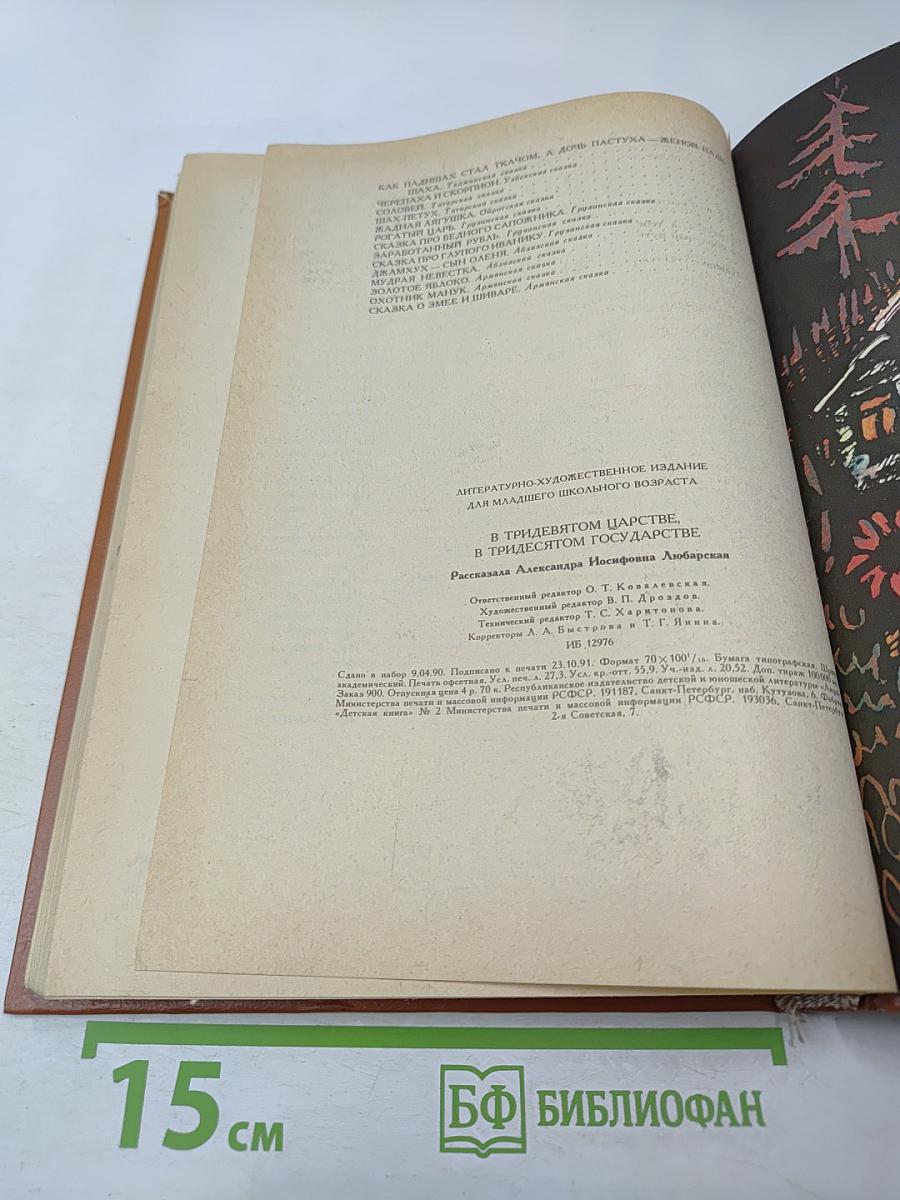 КАК ПАДИШАХ СТАЛ ТКАЧОМ, А ДОЧЬ ПАСТУХА — ЖЕНОЙ ПАДИ-
ШАХА. Таджикская сказка
ЧЕРЕПАХА И СКОРПИОН. Узбекская сказка
СОЛОВЕЙ. Татарская сказка
ШАХ-ПЕТУХ. Татарская сказка
ЖАДНАЯ ЛЯГУШКА. Ойротская сказка
РОГАТЫЙ ЦАРЬ. Грузинская сказка
СКАЗКА ПРО БЕДНОГО САПОЖНИКА. Грузинская сказка
ЗАРАБОТАННЫЙ РУБЛЬ. Грузинская сказка
СКАЗКА ПРО ГЛУПОГО ИВАНИКУ. Грузинская сказка
ДЖАМХУХ — СЫН ОЛЕНЯ. Абхазская сказка
МУДРАЯ НЕВЕСТКА. Абхазская сказка
ЗОЛОТОЕ ЯБЛОКО. Армянская сказка
ОХОТНИК МАНУК. Армянская сказка
СКАЗКА О ЗМЕЕ И ШИВАРЕ. Армянская сказка
ЛИТЕРАТУРНО-ХУДОЖЕСТВЕННОЕ ИЗДАНИЕ
ДЛЯ МЛАДШЕГО ШКОЛЬНОГО ВОЗРАСТА
В ТРИДЕВЯТОМ ЦАРСТВЕ,
В ТРИДЕСЯТОМ ГОСУДАРСТВЕ
Рассказала Александра Иосифовна Любарская
Ответственный редактор О. Т. Ковалевская.
Художественный редактор В. П. Дроздов.
Технический редактор Т. С. Харитонова.
Корректоры Л. А. Быстрова и Т. Г. Янина.
ИБ 12976
Сдано в набор 9.04.90. Подписано к печати 23.10.91. Формат 70×100¹/₁₆. Бумага типографская.
академический. Печать офсетная. Усл. печ. л. 27,3. Усл. кр.-отт. 55,9. Уч.-изд. л. 20,52. Доп. тираж 100 000
Заказ 900. Отпускная цена 4 р. 70 к. Республиканское издательство детской и юношеской литературы
Министерства печати и массовой информации РСФСР. 191187, Санкт-Петербург, наб. Кутузова, 6.
«Детская книга» № 2 Министерства печати и массовой информации РСФСР. 193036, Санкт-Петербург
2-я Советская, 7.
15 см
БФ БИБЛИОФАН